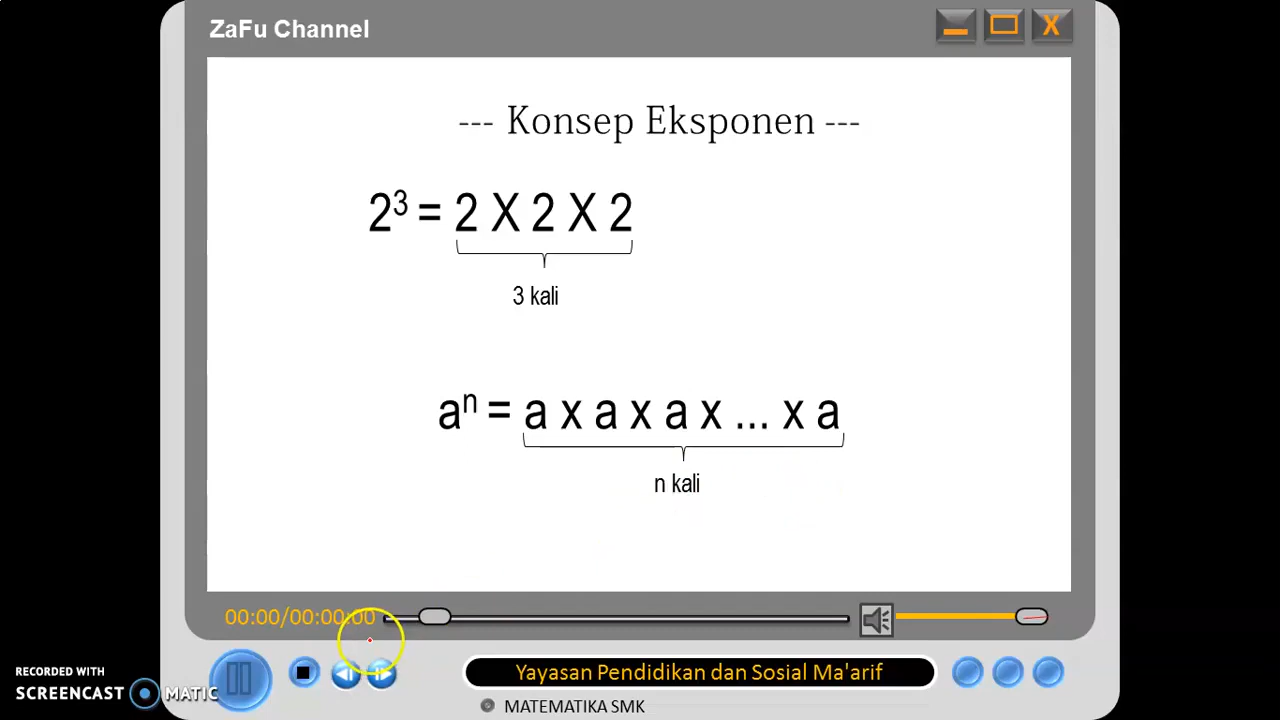 ZaFu Channel
X
--- Konsep Eksponen ---
2³ = 2 X 2 X 2
3 kali
aⁿ = a x a x a x ... x a
n kali
00:00/00:00:00
Yayasan Pendidikan dan Sosial Ma'arif
MATEMATIKA SMK
RECORDED WITH
SCREENCAST MATIC